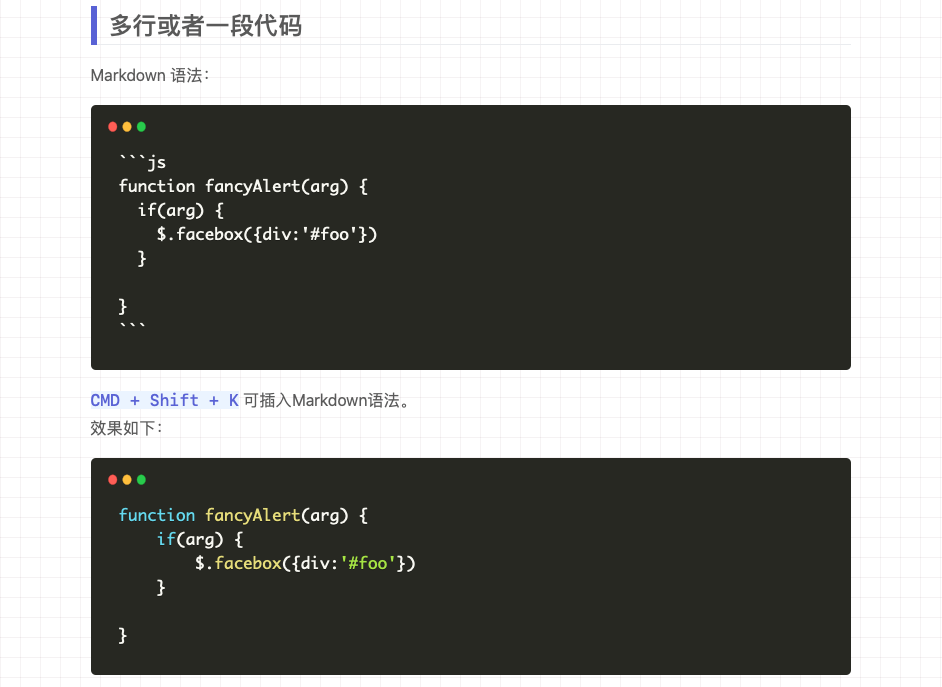 多行或者一段代码
Markdown 语法：
```js
function fancyAlert(arg) {
  if(arg) {
    $.facebox({div:'#foo'})
  }
}
```
CMD + Shift + K 可插入Markdown语法。
效果如下：
function fancyAlert(arg) {
    if(arg) {
        $.facebox({div:'#foo'})
    }
}